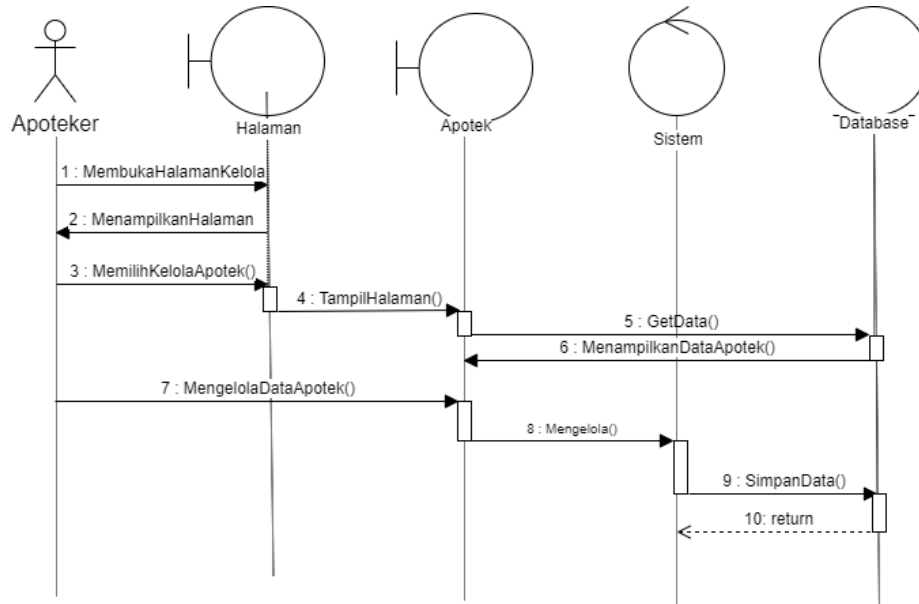 Apoteker
Halaman
Apotek
Sistem
Database
1 : MembukaHalamanKelola
2 : MenampilkanHalaman
3 : MemilihKelolaApotek()
4 : TampilHalaman()
5 : GetData()
6 : MenampilkanDataApotek()
7 : MengelolaDataApotek()
8 : Mengelola()
9 : SimpanData()
10: return